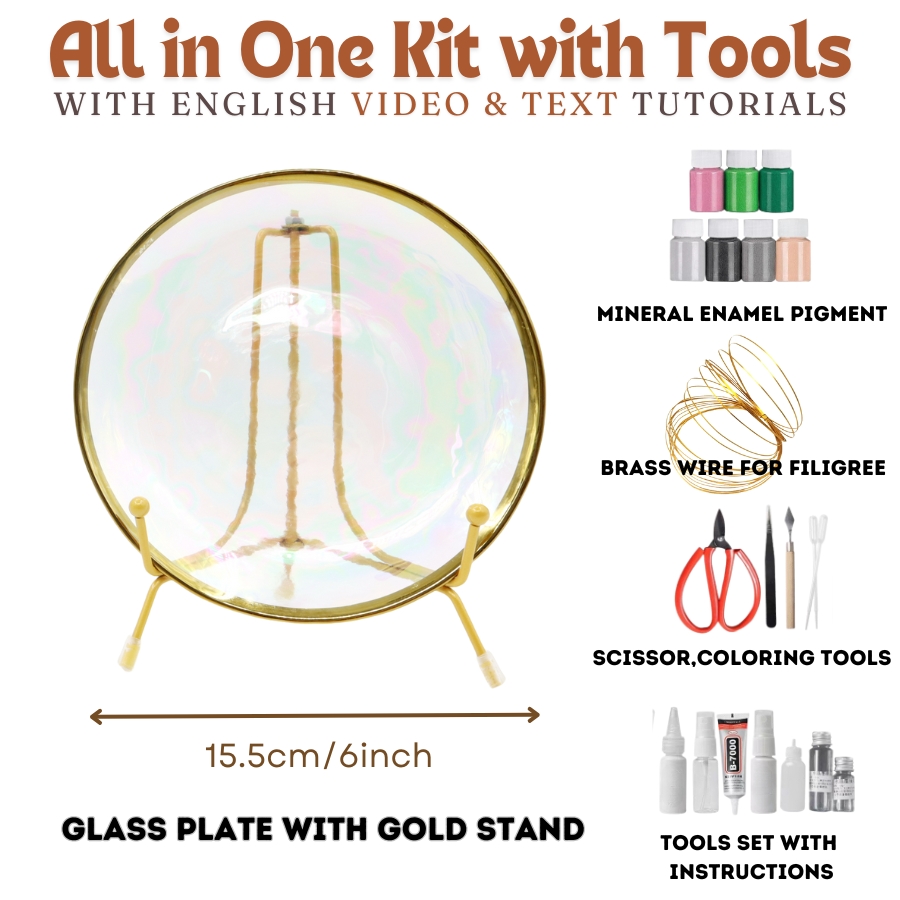 All in One Kit with Tools
WITH ENGLISH VIDEO & TEXT TUTORIALS
MINERAL ENAMEL PIGMENT
BRASS WIRE FOR FILIGREE
SCISSOR,COLORING TOOLS
B-7000
15.5cm/6inch
GLASS PLATE WITH GOLD STAND
TOOLS SET WITH
INSTRUCTIONS